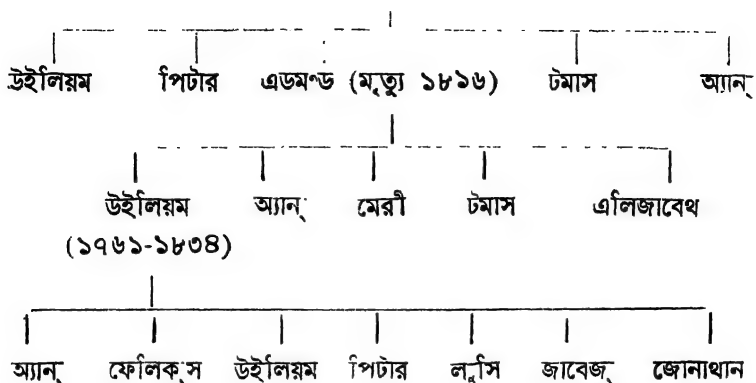 উইলিয়ম পিটার এডমন্ড (মৃত্যু ১৮১৬) টমাস অ্যান্
উইলিয়ম অ্যান্ মেরী টমাস এলিজাবেথ
(১৭৬১-১৮৩৪)
অ্যান্ ফেলিক্স উইলিয়ম পিটার লুসি জাবেজ্ জোনাথান